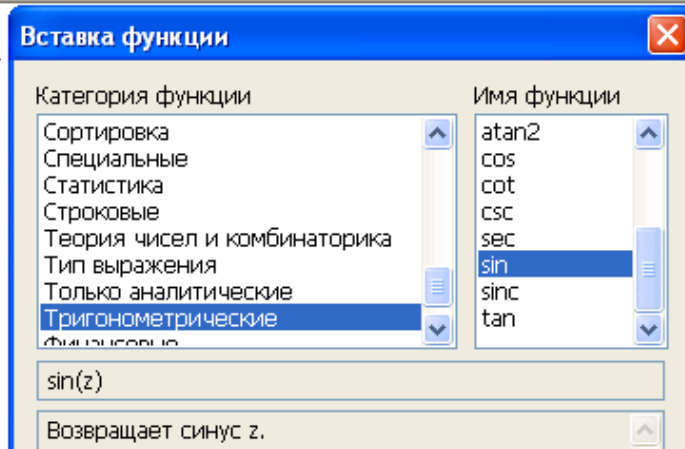 Вставка функции
Категория функции
Имя функции
Сортировка
Специальные
Статистика
Строковые
Теория чисел и комбинаторика
Тип выражения
Только аналитические
Тригонометрические
Финансовые
atan2
cos
cot
csc
sec
sin
sinc
tan
sin(z)
Возвращает синус z.